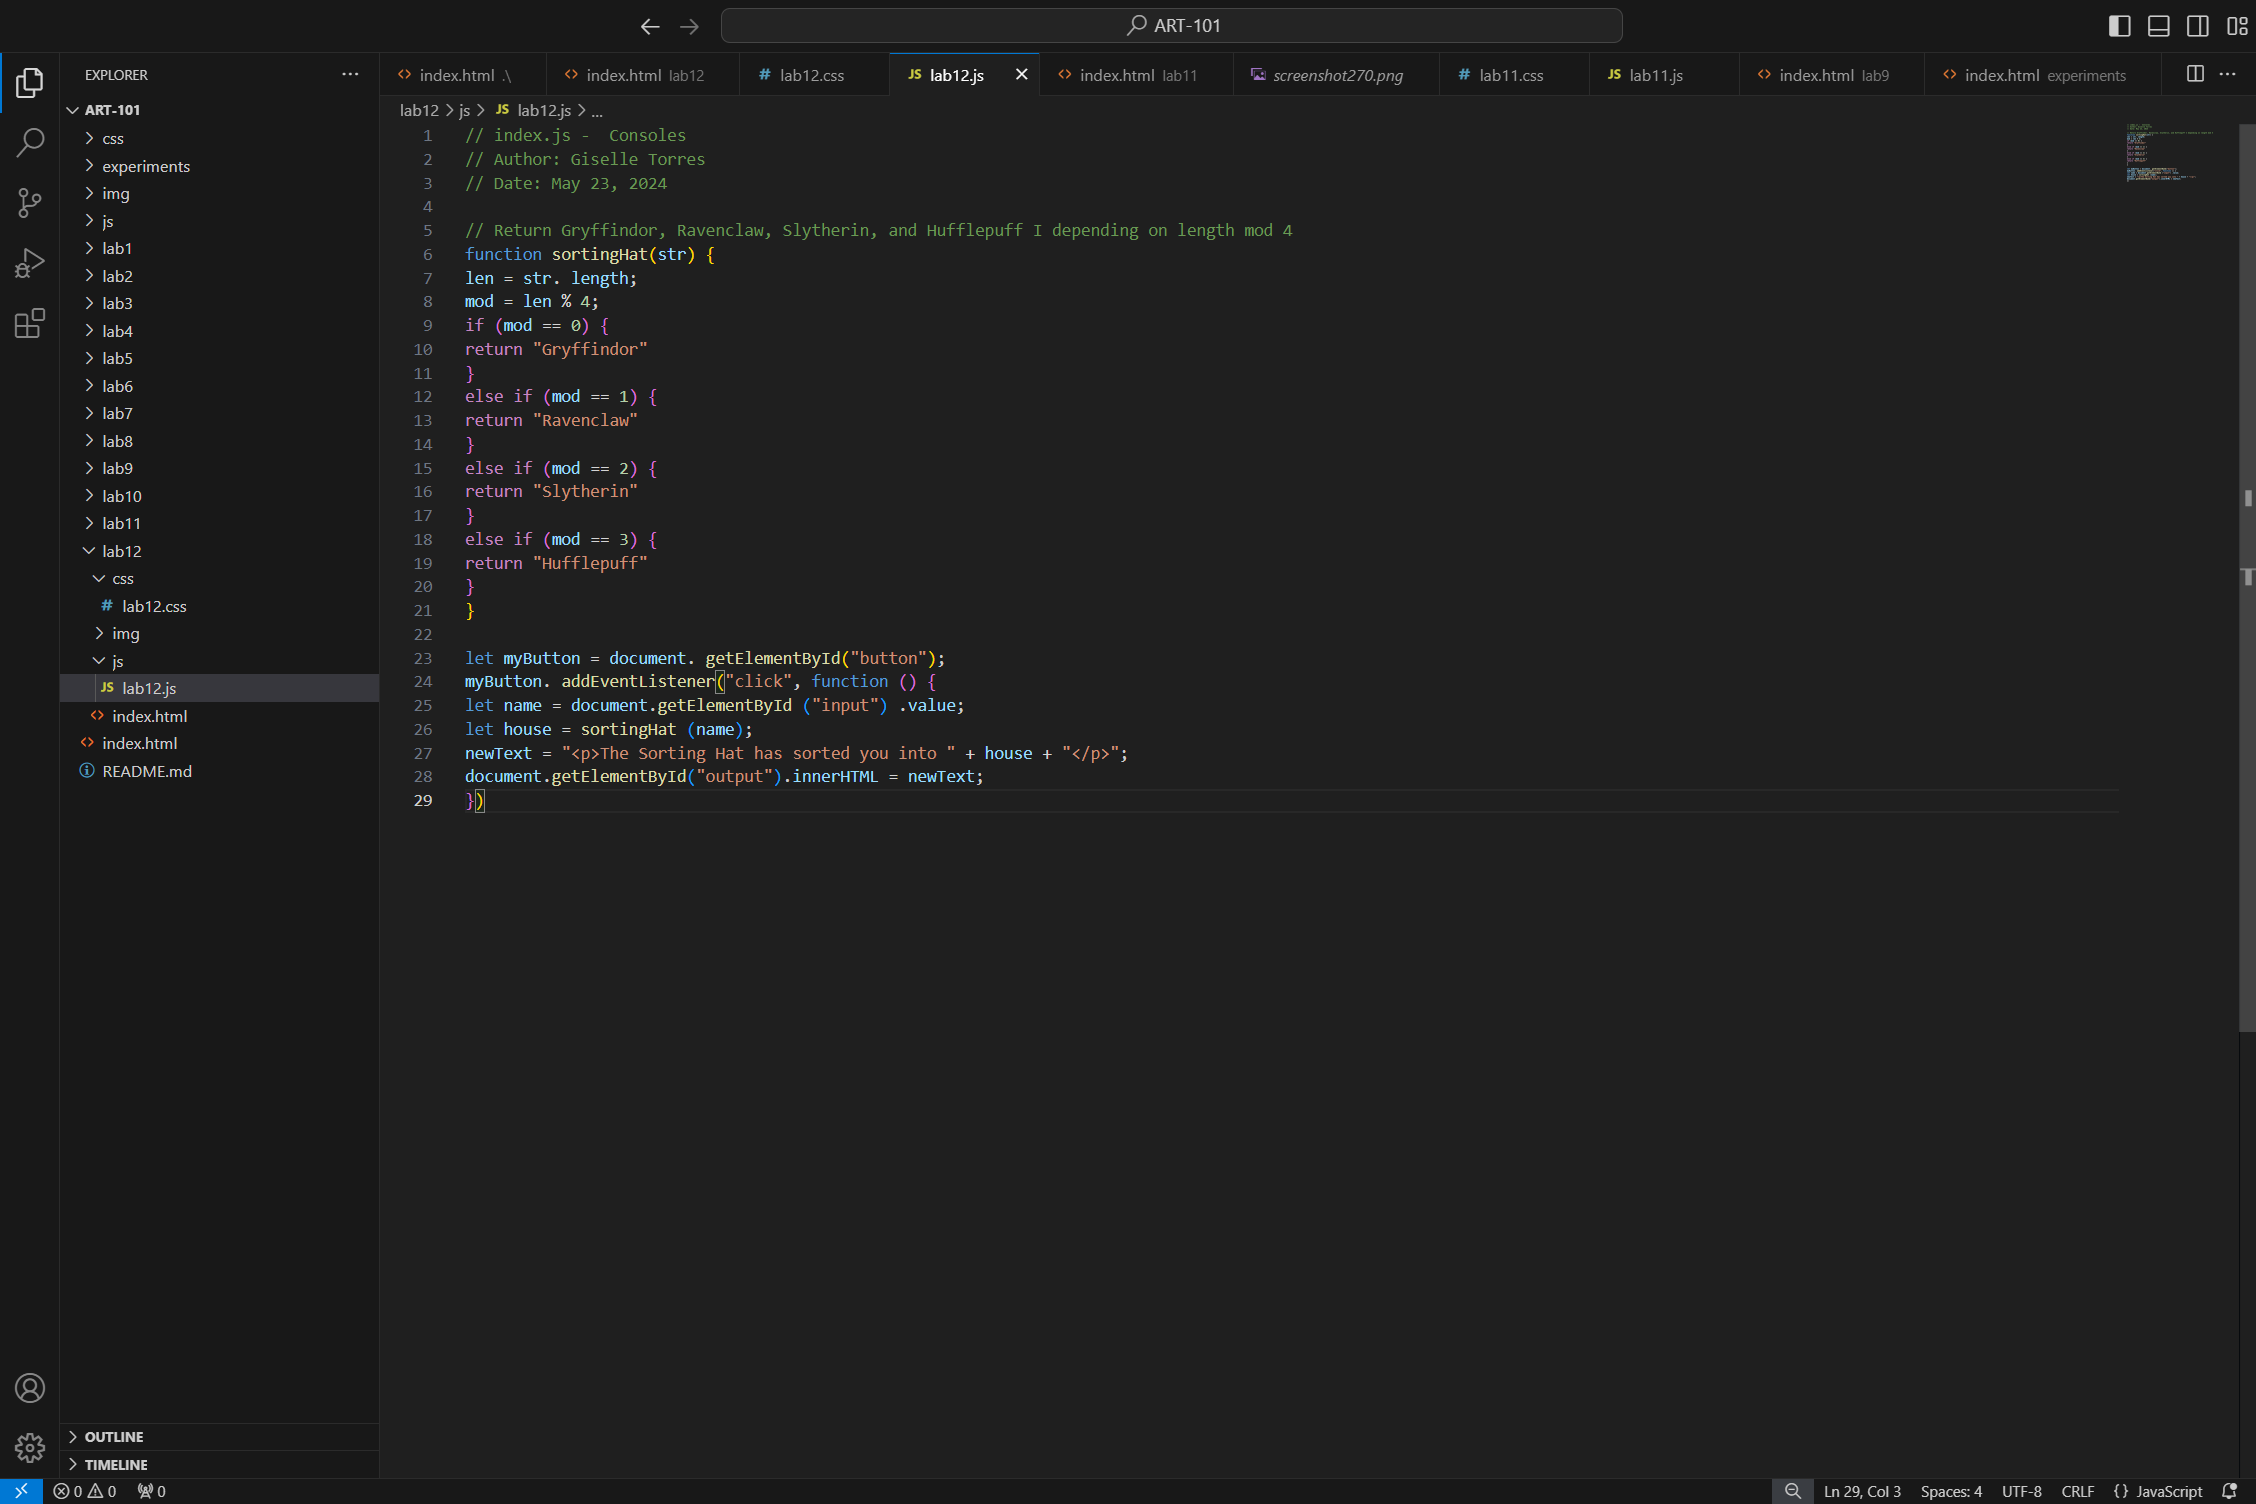 ART-101
EXPLORER
ART-101
css
experiments
img
js
lab1
lab2
lab3
lab4
lab5
lab6
lab7
lab8
lab9
lab10
lab11
lab12
css
# lab12.css
img
js
JS lab12.js
<> index.html
<> index.html
README.md
OUTLINE
TIMELINE
<> index.html .\
<> index.html lab12
# lab12.css
JS lab12.js
<> index.html lab11
screenshot270.png
# lab11.css
JS lab11.js
<> index.html lab9
<> index.html experiments
lab12 > js > JS lab12.js > ...
1 // index.js -  Consoles
2 // Author: Giselle Torres
3 // Date: May 23, 2024
4
5 // Return Gryffindor, Ravenclaw, Slytherin, and Hufflepuff I depending on length mod 4
6 function sortingHat(str) {
7 len = str. length;
8 mod = len % 4;
9 if (mod == 0) {
10 return "Gryffindor"
11 }
12 else if (mod == 1) {
13 return "Ravenclaw"
14 }
15 else if (mod == 2) {
16 return "Slytherin"
17 }
18 else if (mod == 3) {
19 return "Hufflepuff"
20 }
21 }
22
23 let myButton = document. getElementById("button");
24 myButton. addEventListener("click", function () {
25 let name = document.getElementById ("input") .value;
26 let house = sortingHat (name);
27 newText = "<p>The Sorting Hat has sorted you into " + house + "</p>";
28 document.getElementById("output").innerHTML = newText;
29 })
0 0 0 Ln 29, Col 3 Spaces: 4 UTF-8 CRLF {} JavaScript